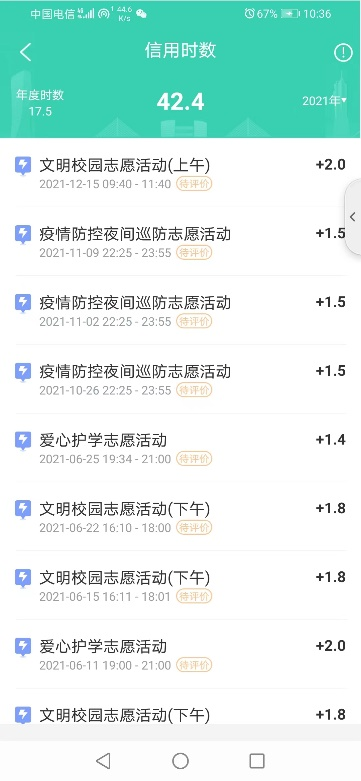 中国电信 44.6 K/s 67% 10:36
信用时数
年度时数
17.5
42.4
2021年
文明校园志愿活动(上午) +2.0
2021-12-15 09:40 - 11:40 待评价
疫情防控夜间巡防志愿活动 +1.5
2021-11-09 22:25 - 23:55 待评价
疫情防控夜间巡防志愿活动 +1.5
2021-11-02 22:25 - 23:55 待评价
疫情防控夜间巡防志愿活动 +1.5
2021-10-26 22:25 - 23:55 待评价
爱心护学志愿活动 +1.4
2021-06-25 19:34 - 21:00 待评价
文明校园志愿活动(下午) +1.8
2021-06-22 16:10 - 18:00 待评价
文明校园志愿活动(下午) +1.8
2021-06-15 16:11 - 18:01 待评价
爱心护学志愿活动 +2.0
2021-06-11 19:00 - 21:00 待评价
文明校园志愿活动(下午) +1.8